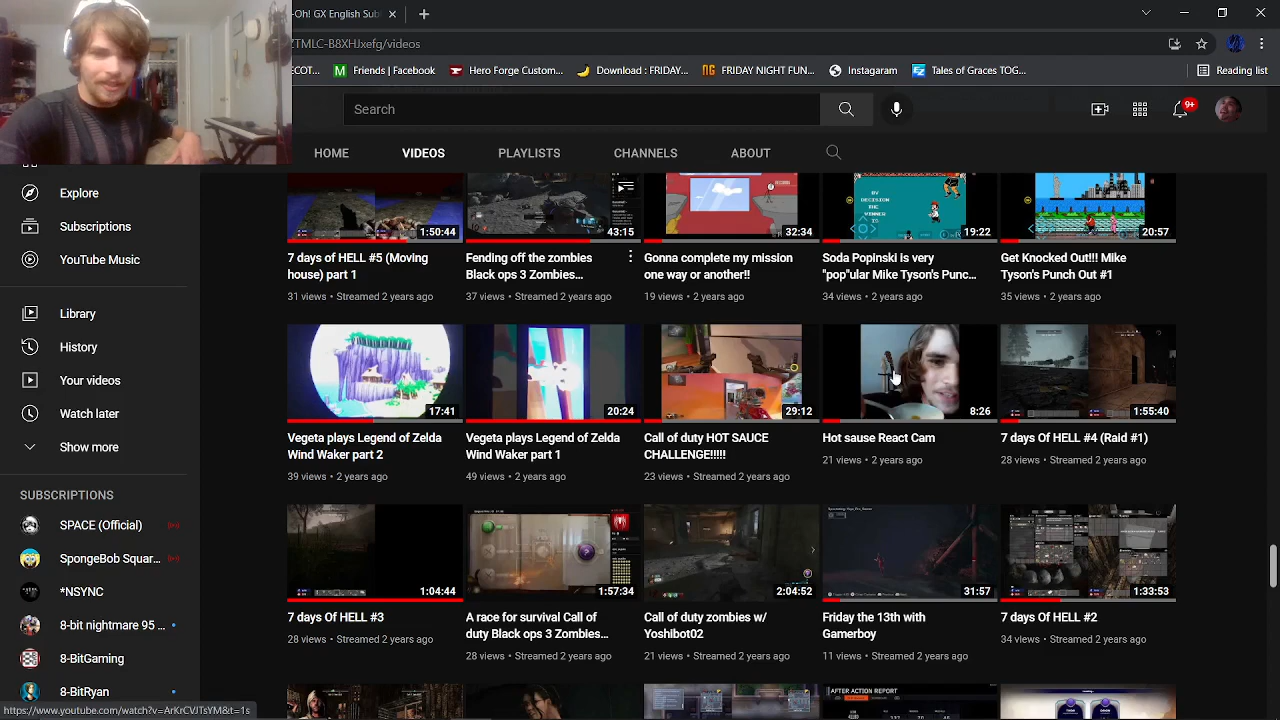 -Oh! GX English Sub
ZTMLC-B8XHJxefg/videos
COT...
Friends | Facebook
Hero Forge Custom...
Download : FRIDAY...
FRIDAY NIGHT F
Instagram
Tales of Graces TOG...
Reading list
Search
9+
HOME
VIDEOS
PLAYLISTS
CHANNELS
ABOUT
Explore
Subscriptions
YouTube Music
Library
History
Your videos
Watch later
Show more
SUBSCRIPTIONS
SPACE (Official)
SpongeBob Squar...
*NSYNC
8-bit nightmare 95 ...
8-BitGaming
8-BitRyan
1:50:44
43:15
32:34
BY
DECISION
THE
WINNER
IS
19:22
20:57
7 days of HELL #5 (Moving
house) part 1
31 views • Streamed 2 years ago
Fending off the zombies
Black ops 3 Zombies...
37 views • Streamed 2 years ago
Gonna complete my mission
one way or another!!
19 views • 2 years ago
Soda Popinski is very
"pop"ular Mike Tyson's Punc...
34 views • 2 years ago
Get Knocked Out!!! Mike
Tyson's Punch Out #1
35 views • 2 years ago
17:41
20:24
29:12
8:26
1:55:40
Vegeta plays Legend of Zelda
Wind Waker part 2
39 views • 2 years ago
Vegeta plays Legend of Zelda
Wind Waker part 1
49 views • 2 years ago
Call of duty HOT SAUCE
CHALLENGE!!!!!
23 views • 2 years ago
Hot sause React Cam
21 views • 2 years ago
7 days Of HELL #4 (Raid #1)
28 views • Streamed 2 years ago
1:04:44
1:57:34
2:04:52
31:57
1:33:53
7 days Of HELL #3
28 views • Streamed 2 years ago
A race for survival Call of
duty Black ops 3 Zombies...
28 views • Streamed 2 years ago
Call of duty zombies w/
Yoshibot02
21 views • Streamed 2 years ago
Friday the 13th with
Gamerboy
11 views • Streamed 2 years ago
7 days Of HELL #2
34 views • Streamed 2 years ago
AFTER ACTION REPORT
https://www.youtube.com/watch?v=ArKrCVJTsYM&t=1s